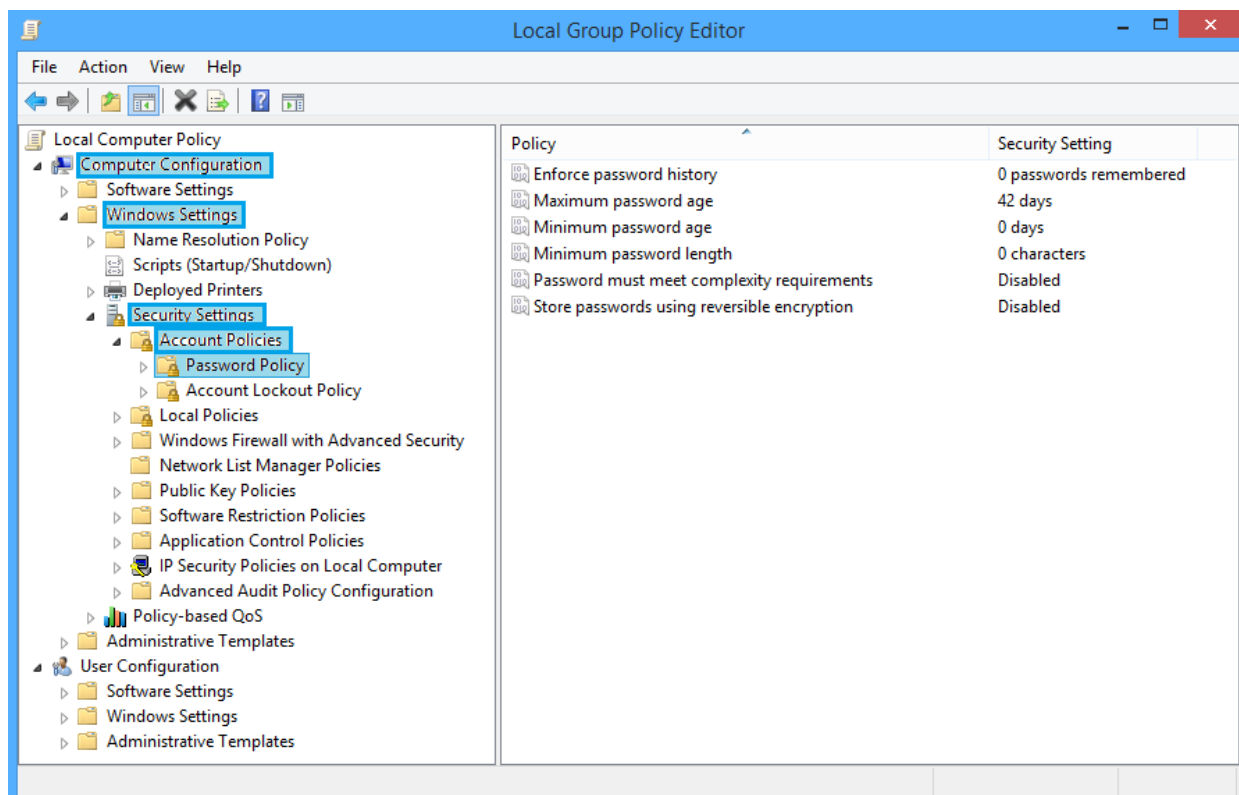 Local Group Policy Editor
File Action View Help
Local Computer Policy
Computer Configuration
Software Settings
Windows Settings
Name Resolution Policy
Scripts (Startup/Shutdown)
Deployed Printers
Security Settings
Account Policies
Password Policy
Account Lockout Policy
Local Policies
Windows Firewall with Advanced Security
Network List Manager Policies
Public Key Policies
Software Restriction Policies
Application Control Policies
IP Security Policies on Local Computer
Advanced Audit Policy Configuration
Policy-based QoS
Administrative Templates
User Configuration
Software Settings
Windows Settings
Administrative Templates
Policy Security Setting
Enforce password history 0 passwords remembered
Maximum password age 42 days
Minimum password age 0 days
Minimum password length 0 characters
Password must meet complexity requirements Disabled
Store passwords using reversible encryption Disabled